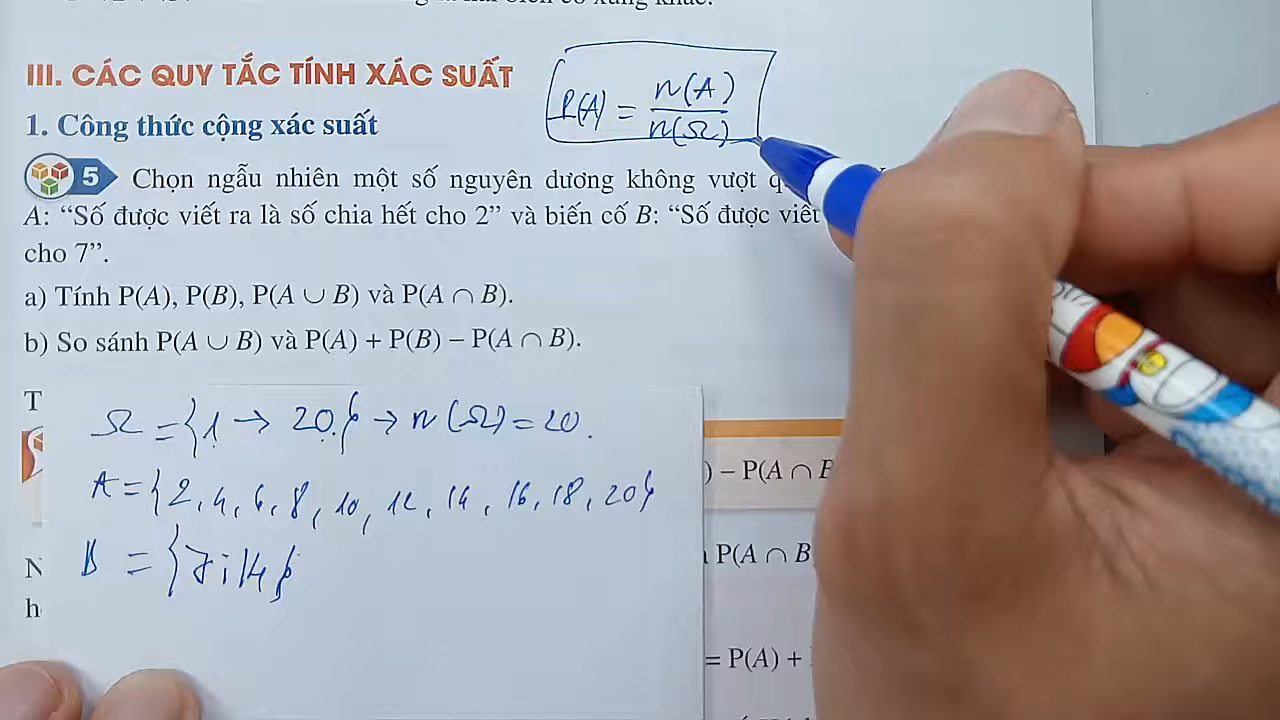 III. CÁC QUY TẮC TÍNH XÁC SUẤT
P(A) = n(A) / n(Ω)
1. Công thức cộng xác suất
5 Chọn ngẫu nhiên một số nguyên dương không vượt
A: “Số được viết ra là số chia hết cho 2” và biến cố B: “Số được viết
cho 7”.
a) Tính P(A), P(B), P(A ∪ B) và P(A ∩ B).
b) So sánh P(A ∪ B) và P(A) + P(B) – P(A ∩ B).
T
Ω = {1 → 20.} → n(Ω) = 20.
) – P(A ∩ B
A = {2, 4, 6, 8, 10, 12, 14, 16, 18, 20}
B = {7; 14}
P(A ∩ B
N
h
= P(A) +